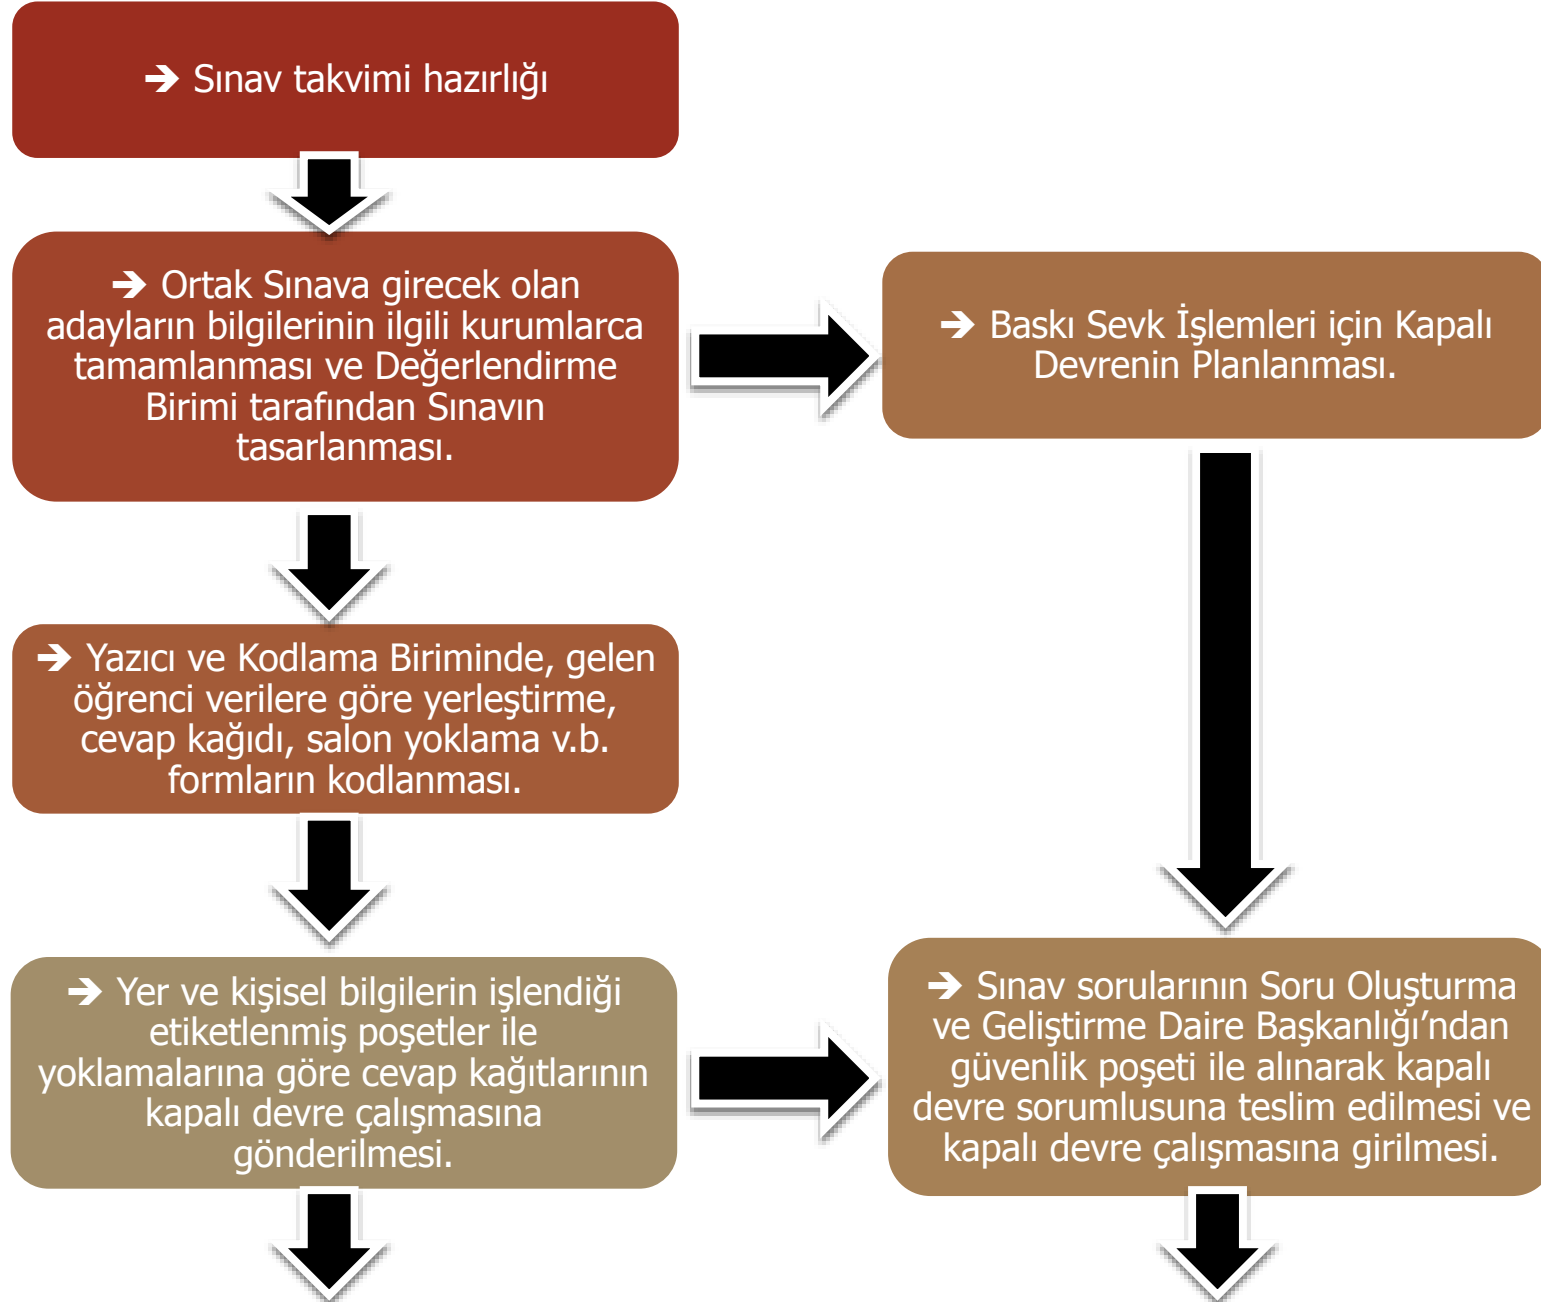 ➔ Sınav takvimi hazırlığı
➔ Ortak Sınava girecek olan
adayların bilgilerinin ilgili kurumlarca
tamamlanması ve Değerlendirme
Birimi tarafından Sınavın
tasarlanması.
➔ Baskı Sevk İşlemleri için Kapalı
Devrenin Planlanması.
➔ Yazıcı ve Kodlama Biriminde, gelen
öğrenci verilere göre yerleştirme,
cevap kağıdı, salon yoklama v.b.
formların kodlanması.
➔ Yer ve kişisel bilgilerin işlendiği
etiketlenmiş poşetler ile
yoklamalarına göre cevap kağıtlarının
kapalı devre çalışmasına
gönderilmesi.
➔ Sınav sorularının Soru Oluşturma
ve Geliştirme Daire Başkanlığı’ndan
güvenlik poşeti ile alınarak kapalı
devre sorumlusuna teslim edilmesi ve
kapalı devre çalışmasına girilmesi.